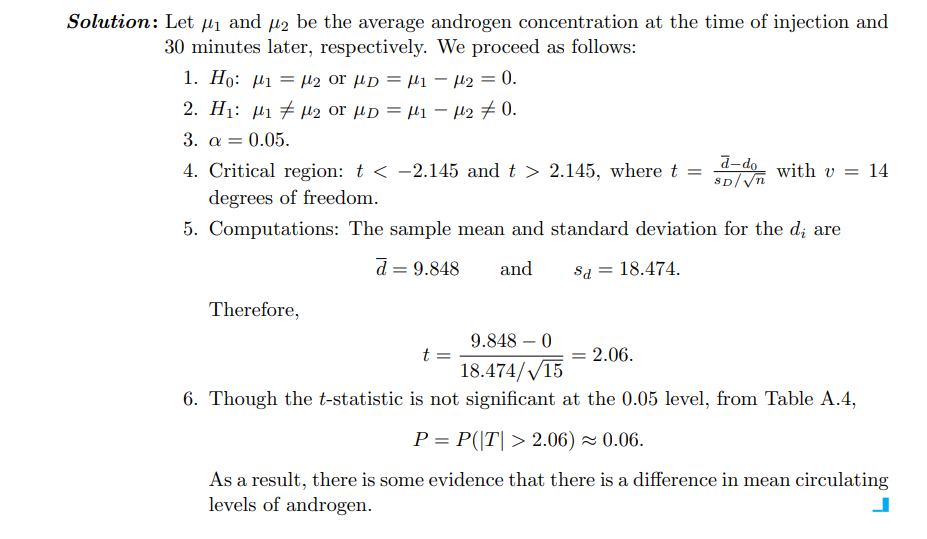 Solution: Let μ₁ and μ₂ be the average androgen concentration at the time of injection and
30 minutes later, respectively. We proceed as follows:
1. H₀: μ₁ = μ₂ or μ_D = μ₁ − μ₂ = 0.
2. H₁: μ₁ ≠ μ₂ or μ_D = μ₁ − μ₂ ≠ 0.
3. α = 0.05.
4. Critical region: t < −2.145 and t > 2.145, where t = (d̅−d₀)/(s_D/√n) with v = 14
degrees of freedom.
5. Computations: The sample mean and standard deviation for the dᵢ are
d̅ = 9.848 and s_d = 18.474.
Therefore,
t = (9.848 − 0)/(18.474/√15) = 2.06.
6. Though the t-statistic is not significant at the 0.05 level, from Table A.4,
P = P(|T| > 2.06) ≈ 0.06.
As a result, there is some evidence that there is a difference in mean circulating
levels of androgen.